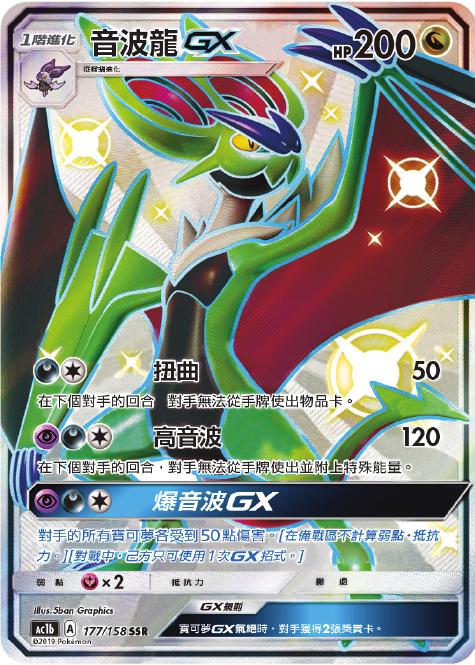 1階進化 音波龍GX HP200
從嗡蝠進化
扭曲 50
在下個對手的回合,對手無法從手牌使出物品卡。
高音波 120
在下個對手的回合,對手無法從手牌使出並附上特殊能量。
爆音波GX
對手的所有寶可夢各受到50點傷害。[在備戰區不計算弱點・抵抗
力。][對戰中,己方只可使用1次GX招式。]
弱點 ×2 抵抗力 撤退
Illus.5ban Graphics GX規則
ac1b A 177/158 SSR 寶可夢GX氣絕時,對手獲得2張獎賞卡。
©2019 Pokémon